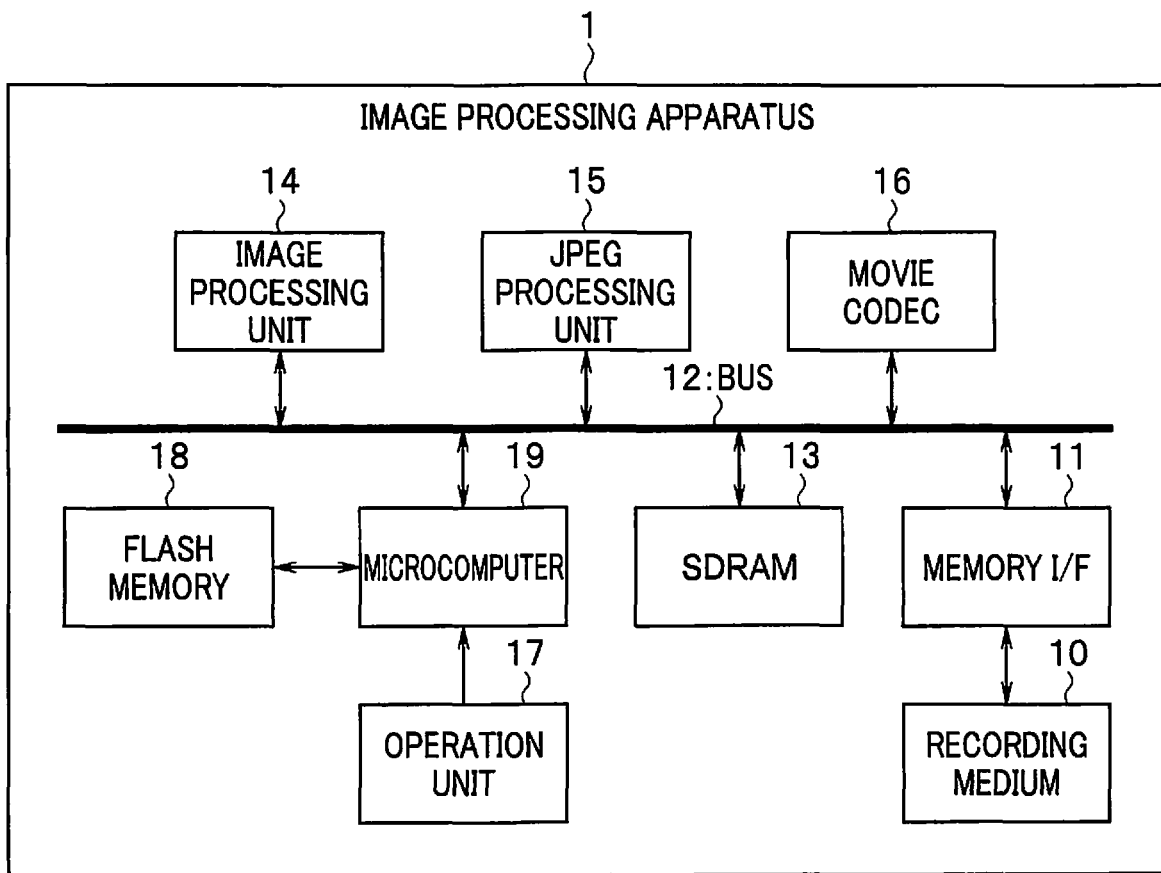 1
IMAGE PROCESSING APPARATUS
14
IMAGE
PROCESSING
UNIT
15
JPEG
PROCESSING
UNIT
16
MOVIE
CODEC
12:BUS
18
FLASH
MEMORY
19
MICROCOMPUTER
13
SDRAM
11
MEMORY I/F
17
OPERATION
UNIT
10
RECORDING
MEDIUM